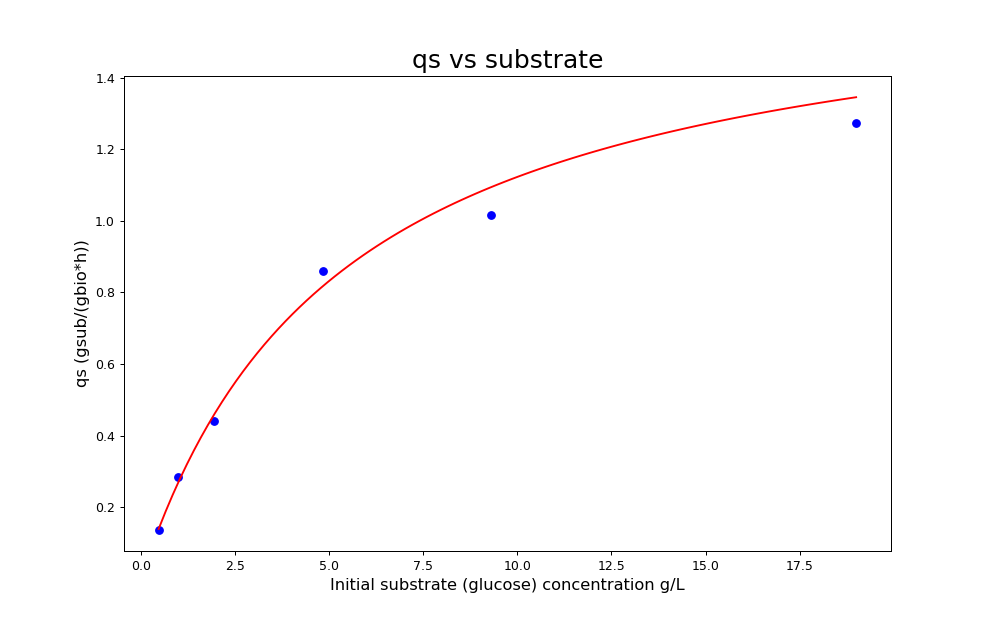 qs vs substrate
1.4
1.2
1.0
0.8
0.6
0.4
0.2
qs (gsub/(gbio*h))
0.0 2.5 5.0 7.5 10.0 12.5 15.0 17.5
Initial substrate (glucose) concentration g/L